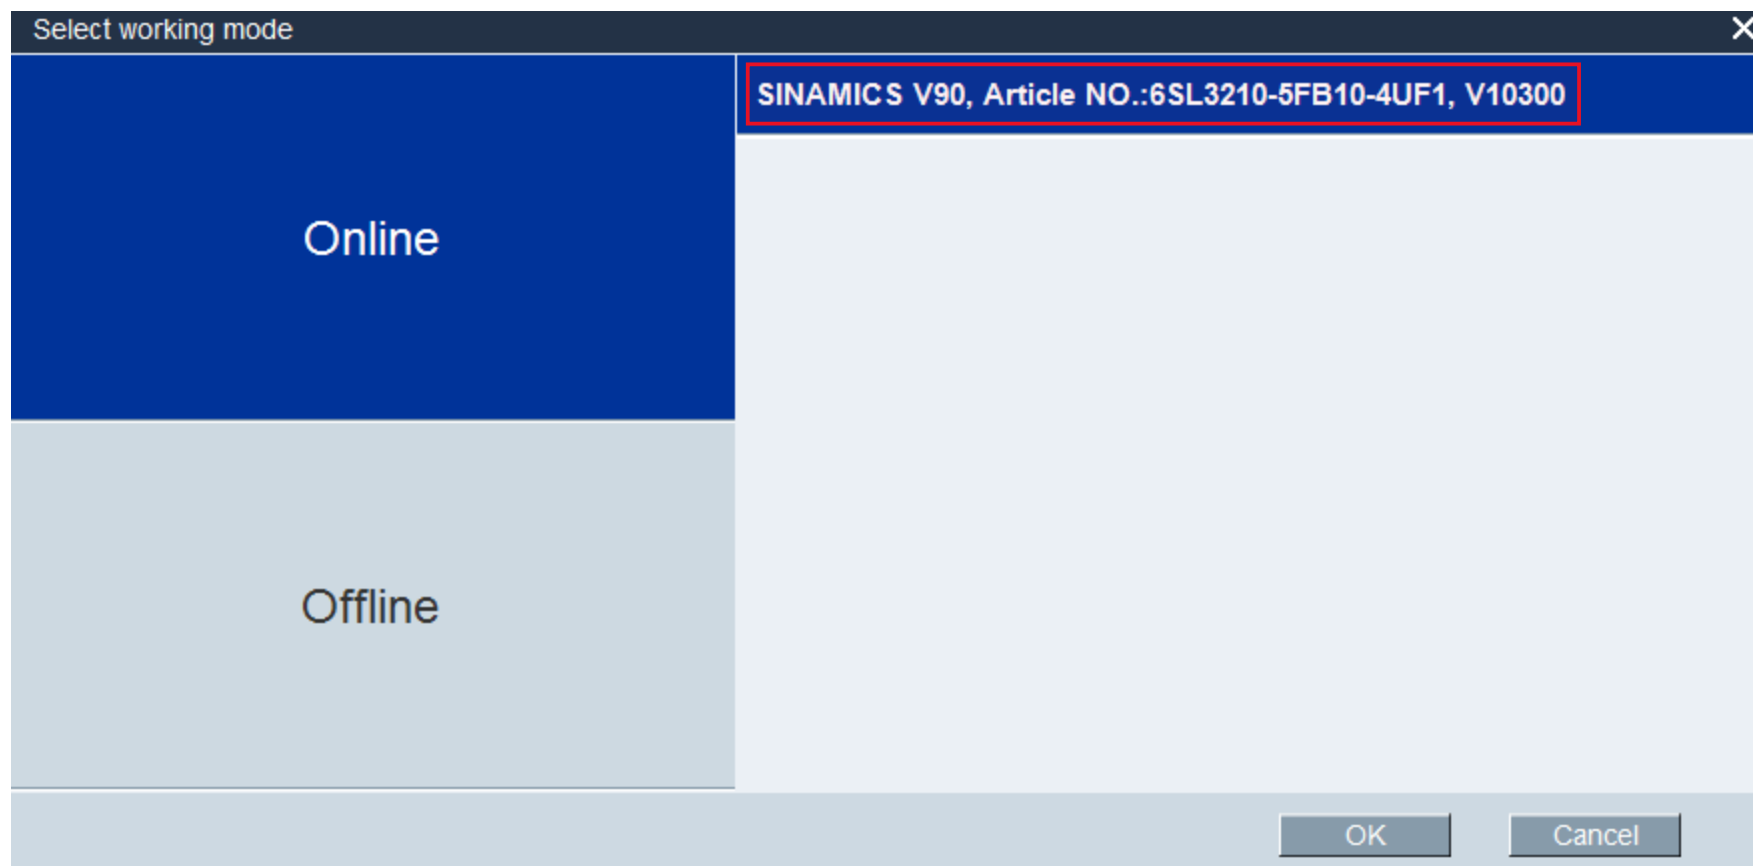 Select working mode
SINAMICS V90, Article NO.:6SL3210-5FB10-4UF1, V10300
Online
Offline
OK
Cancel